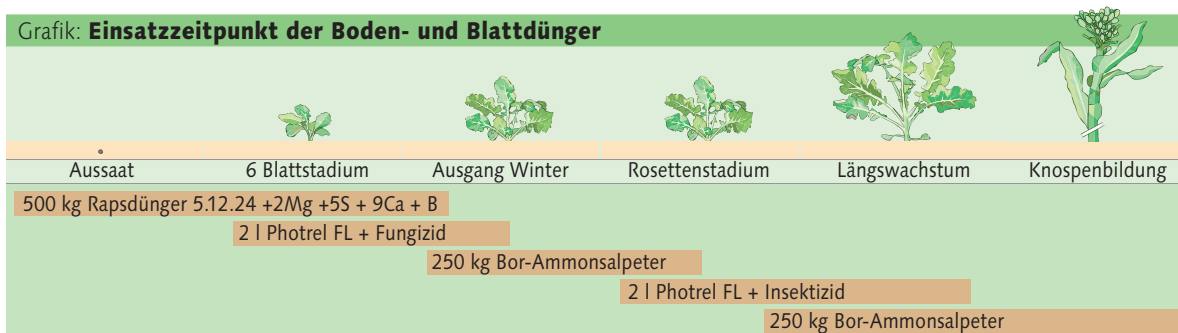 Grafik: Einsatzzeitpunkt der Boden- und Blattdünger
Aussaat 6 Blattstadium Ausgang Winter Rosettenstadium Längswachstum Knospenbildung
500 kg Rapsdünger 5.12.24 +2Mg +5S + 9Ca + B
2 l Photrel FL + Fungizid
250 kg Bor-Ammonsalpeter
2 l Photrel FL + Insektizid
250 kg Bor-Ammonsalpeter